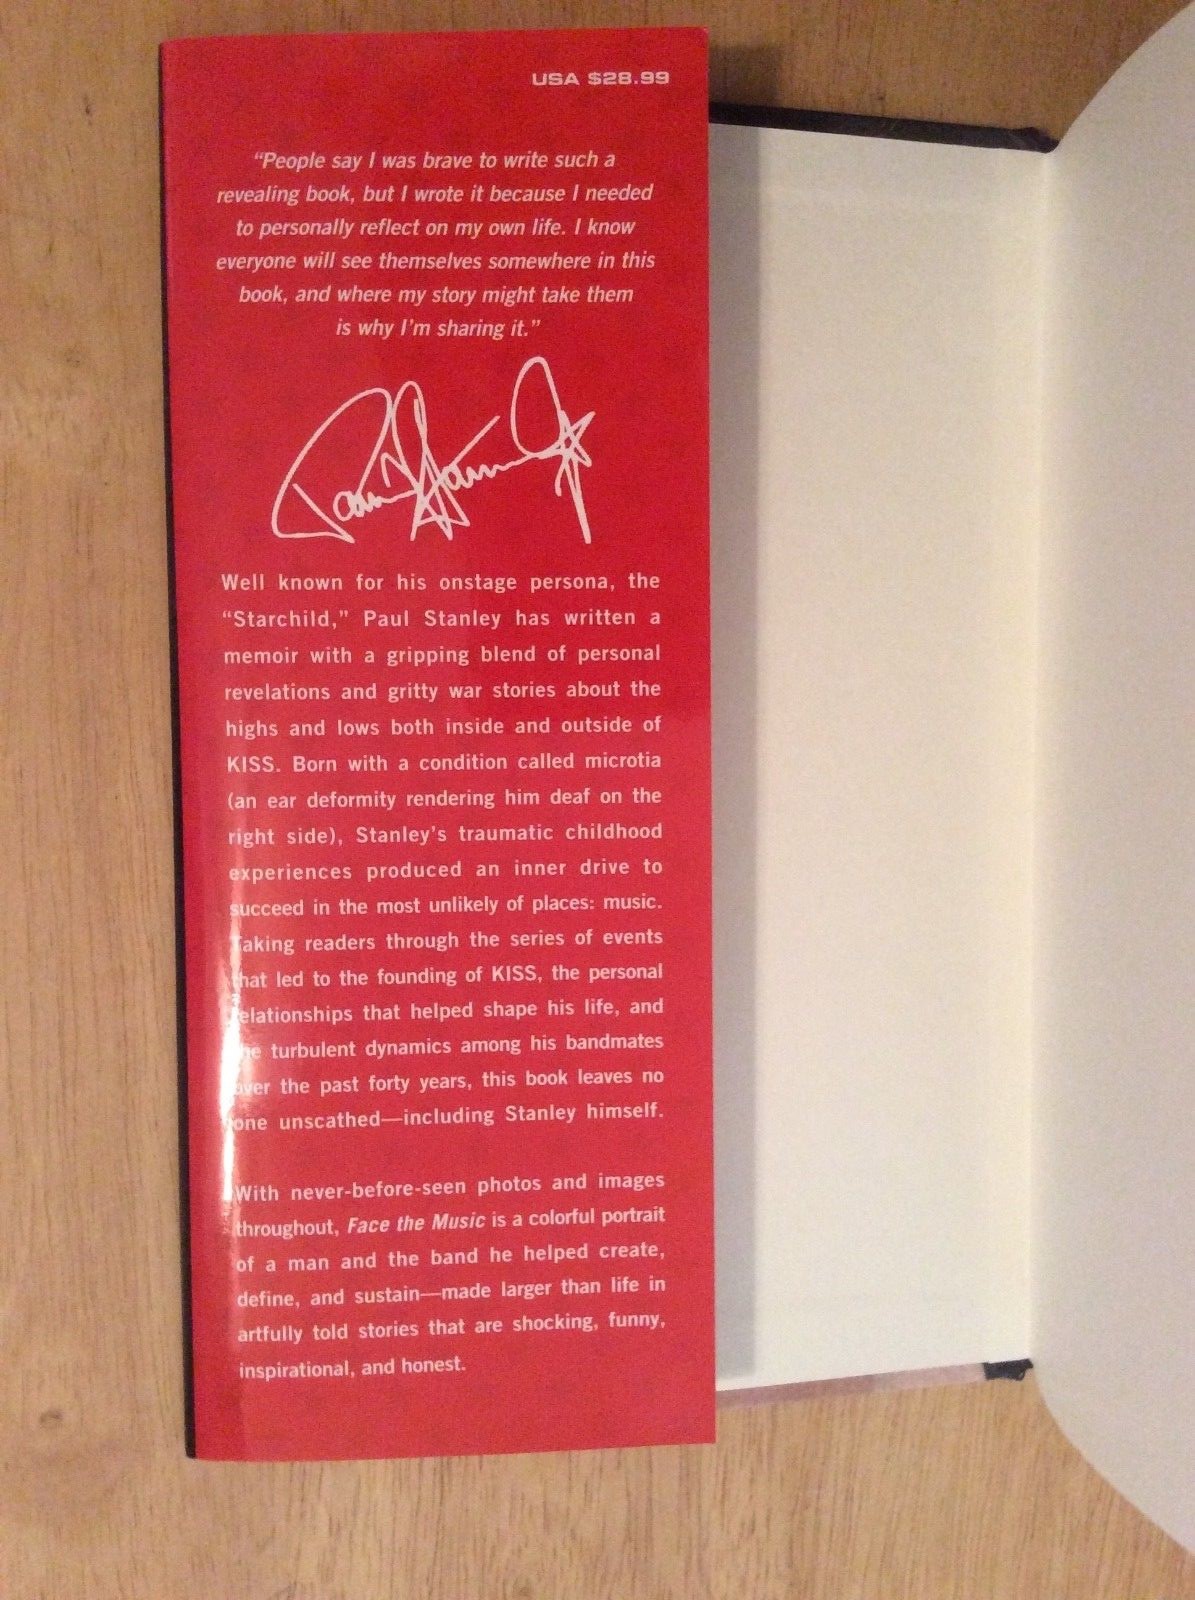 USA $28.99
“People say I was brave to write such a
revealing book, but I wrote it because I needed
to personally reflect on my own life. I know
everyone will see themselves somewhere in this
book, and where my story might take them
is why I’m sharing it.”
Paul Stanley
Well known for his onstage persona, the
“Starchild,” Paul Stanley has written a
memoir with a gripping blend of personal
revelations and gritty war stories about the
highs and lows both inside and outside of
KISS. Born with a condition called microtia
(an ear deformity rendering him deaf on the
right side), Stanley’s traumatic childhood
experiences produced an inner drive to
succeed in the most unlikely of places: music.
Taking readers through the series of events
that led to the founding of KISS, the personal
relationships that helped shape his life, and
the turbulent dynamics among his bandmates
over the past forty years, this book leaves no
one unscathed—including Stanley himself.
With never-before-seen photos and images
throughout, Face the Music is a colorful portrait
of a man and the band he helped create,
define, and sustain—made larger than life in
artfully told stories that are shocking, funny,
inspirational, and honest.